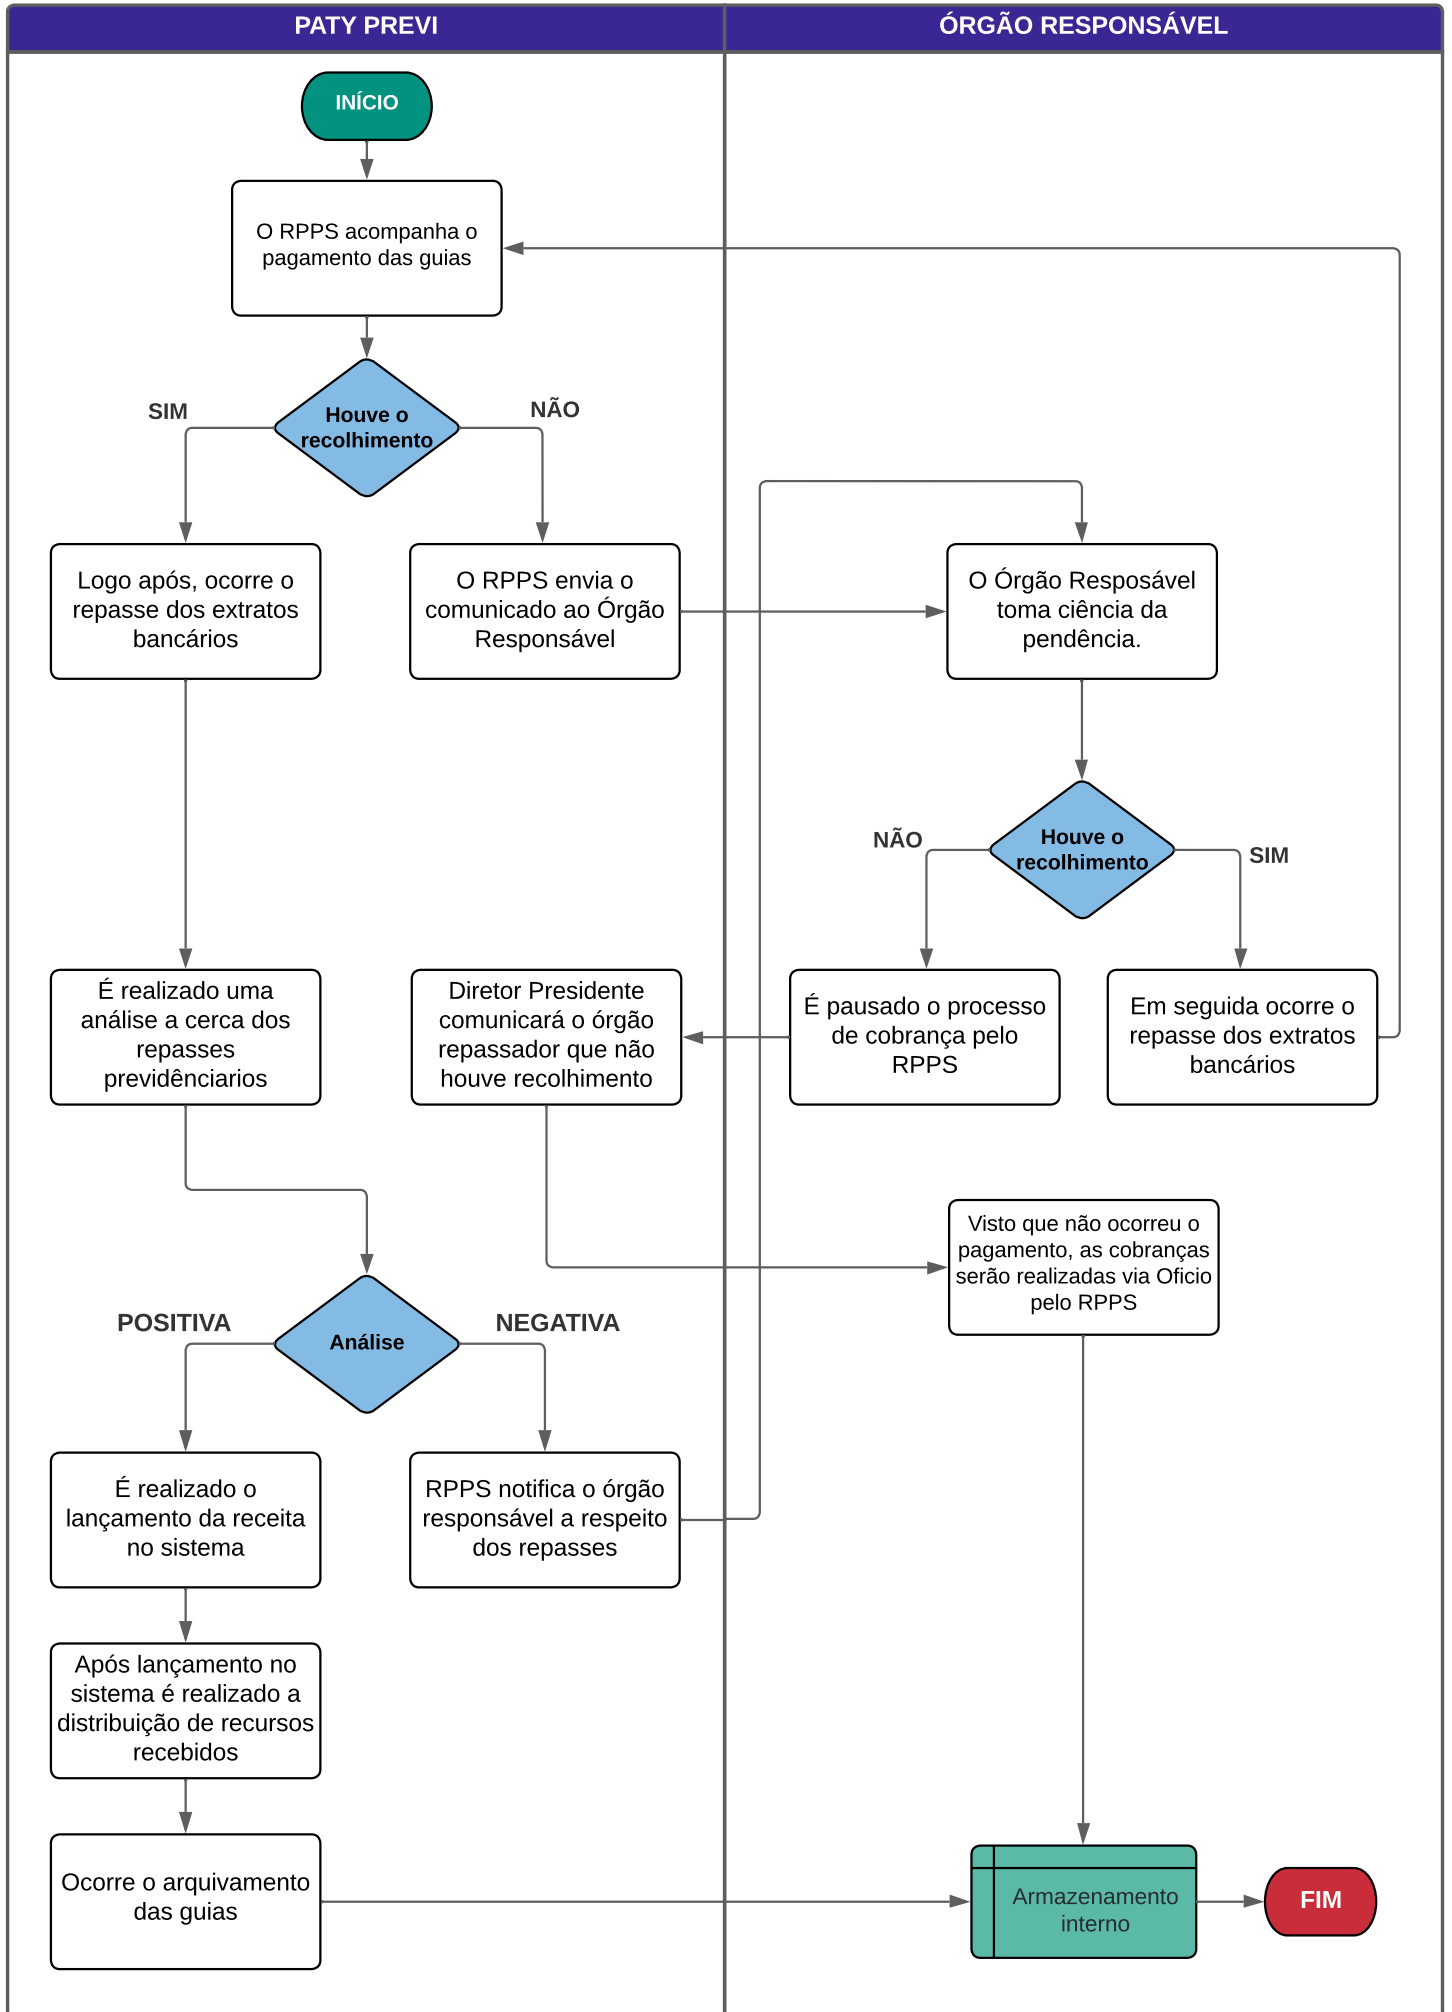 PATY PREVI
ÓRGÃO RESPONSÁVEL
INÍCIO
O RPPS acompanha o
pagamento das guias
Houve o
recolhimento
SIM
NÃO
Logo após, ocorre o
repasse dos extratos
bancários
O RPPS envia o
comunicado ao Órgão
Responsável
O Órgão Resposável
toma ciência da
pendência.
Houve o
recolhimento
NÃO
SIM
É realizado uma
análise a cerca dos
repasses
previdênciarios
Diretor Presidente
comunicará o órgão
repassador que não
houve recolhimento
É pausado o processo
de cobrança pelo
RPPS
Em seguida ocorre o
repasse dos extratos
bancários
Visto que não ocorreu o
pagamento, as cobranças
serão realizadas via Oficio
pelo RPPS
Análise
POSITIVA
NEGATIVA
É realizado o
lançamento da receita
no sistema
RPPS notifica o órgão
responsável a respeito
dos repasses
Após lançamento no
sistema é realizado a
distribuição de recursos
recebidos
Ocorre o arquivamento
das guias
Armazenamento
interno
FIM